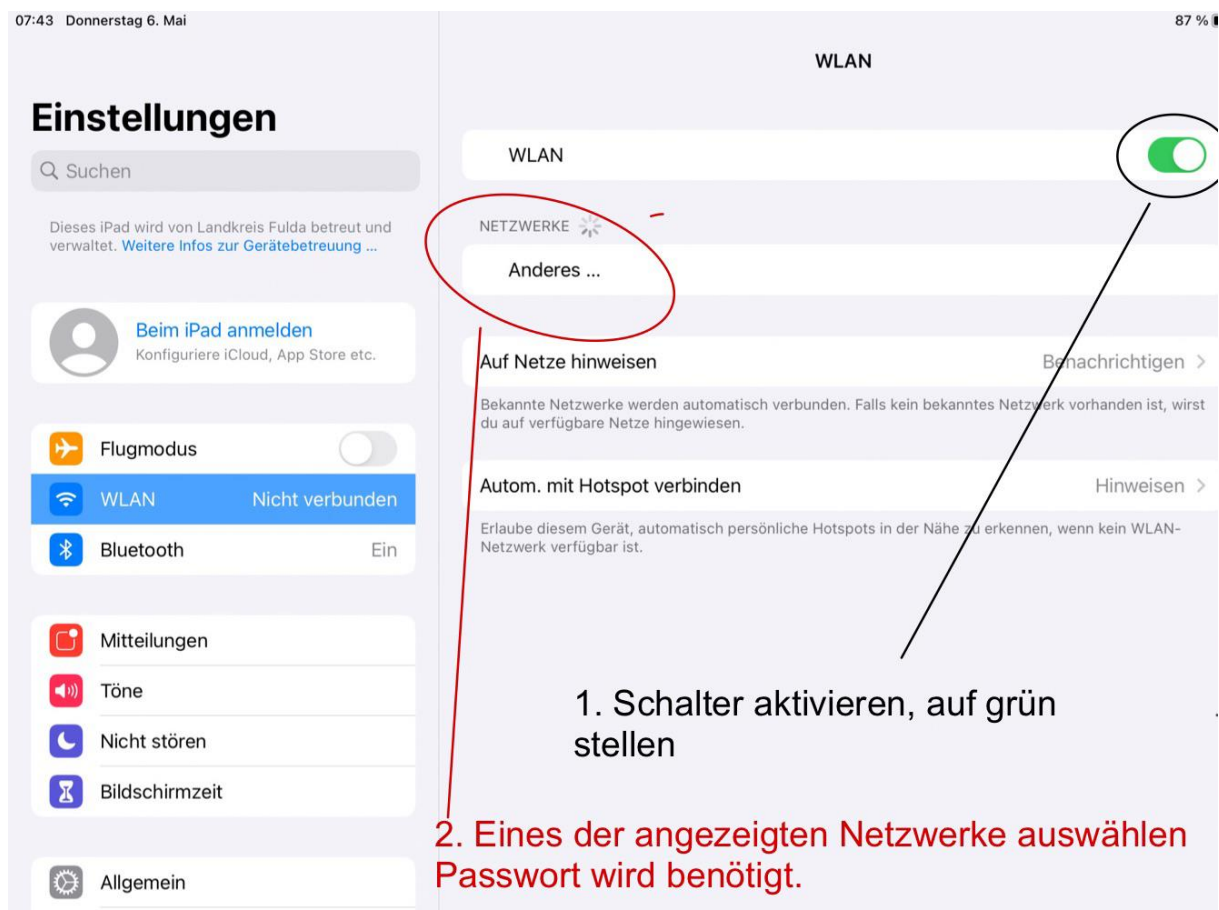 07:43 Donnerstag 6. Mai
87 %
Einstellungen
Suchen
Dieses iPad wird von Landkreis Fulda betreut und
verwaltet. Weitere Infos zur Gerätebetreuung ...
Beim iPad anmelden
Konfiguriere iCloud, App Store etc.
Flugmodus
WLAN Nicht verbunden
Bluetooth Ein
Mitteilungen
Töne
Nicht stören
Bildschirmzeit
Allgemein
WLAN
WLAN
NETZWERKE
Anderes ...
Auf Netze hinweisen Benachrichtigen
Bekannte Netzwerke werden automatisch verbunden. Falls kein bekanntes Netzwerk vorhanden ist, wirst
du auf verfügbare Netze hingewiesen.
Autom. mit Hotspot verbinden Hinweisen
Erlaube diesem Gerät, automatisch persönliche Hotspots in der Nähe zu erkennen, wenn kein WLAN-
Netzwerk verfügbar ist.
1. Schalter aktivieren, auf grün
stellen
2. Eines der angezeigten Netzwerke auswählen
Passwort wird benötigt.